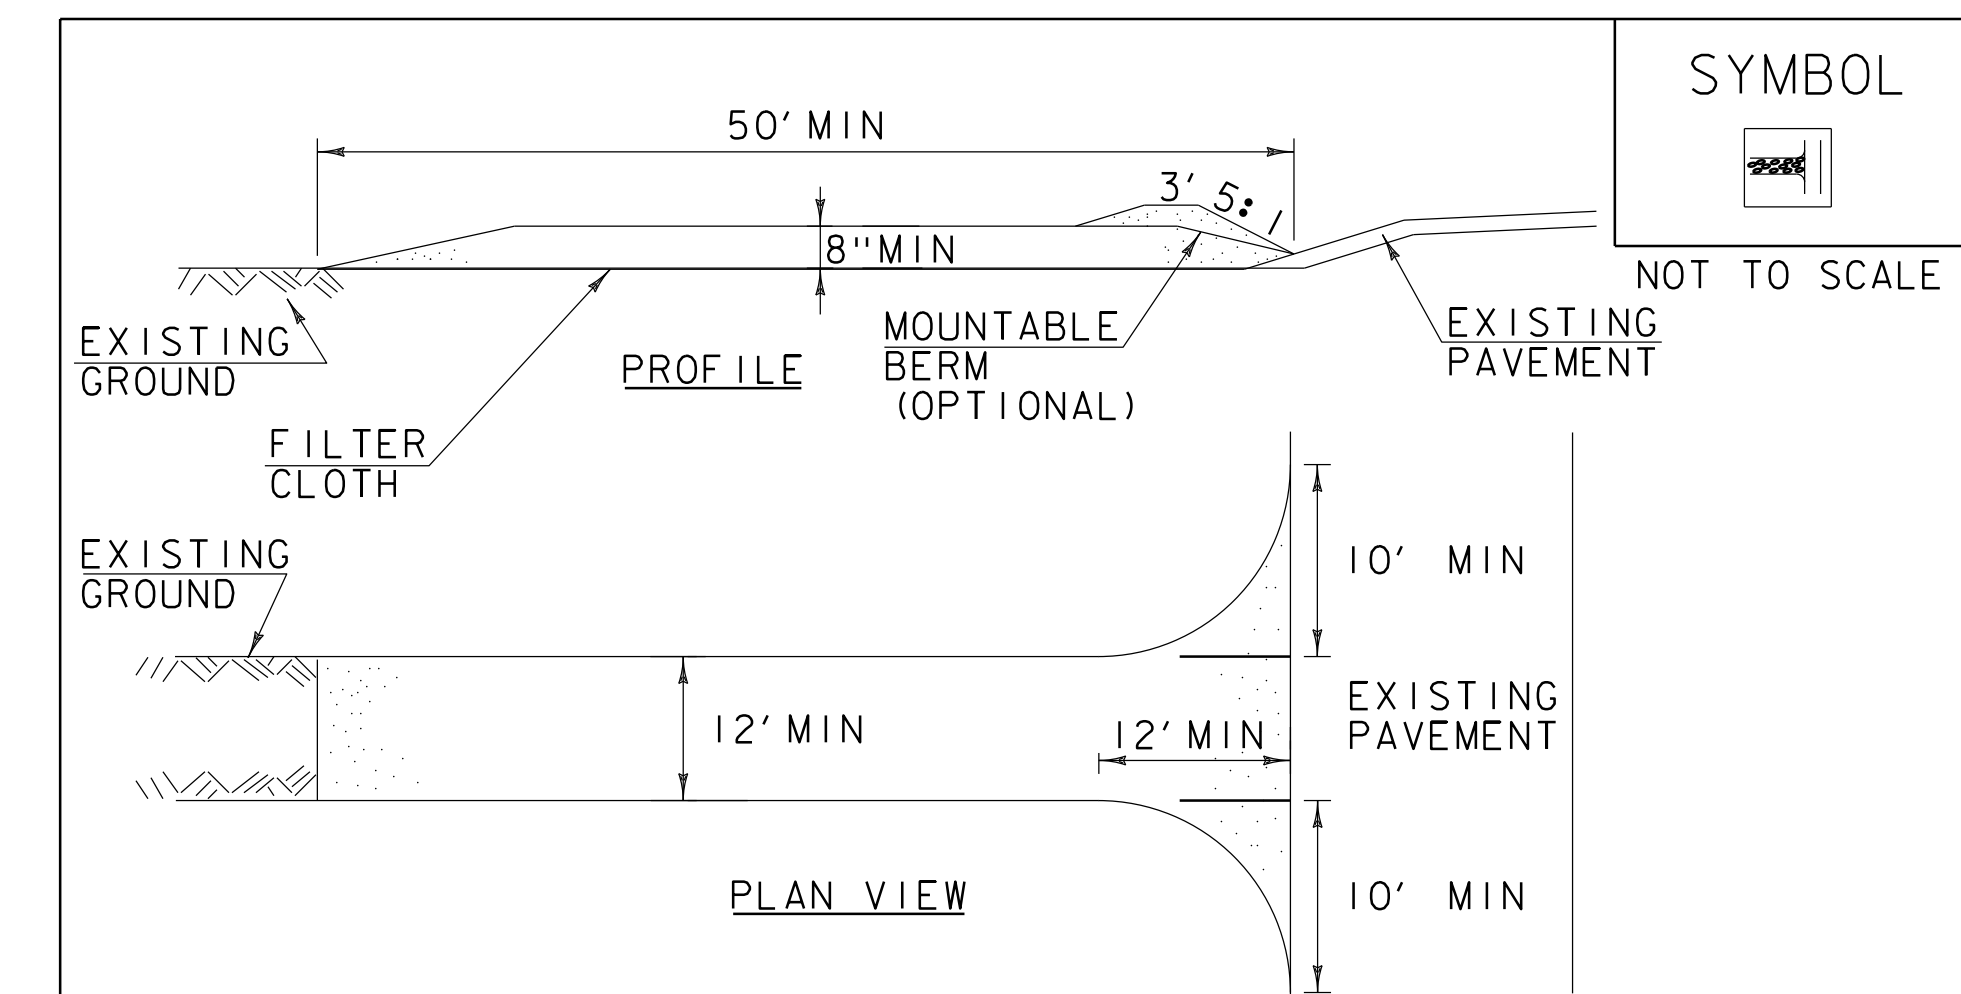 SYMBOL
NOT TO SCALE
50' MIN
3' 5:1
8" MIN
EXISTING
GROUND
PROFILE
MOUNTABLE
BERM
(OPTIONAL)
EXISTING
PAVEMENT
FILTER
CLOTH
EXISTING
GROUND
10' MIN
12' MIN
12' MIN
EXISTING
PAVEMENT
PLAN VIEW
10' MIN